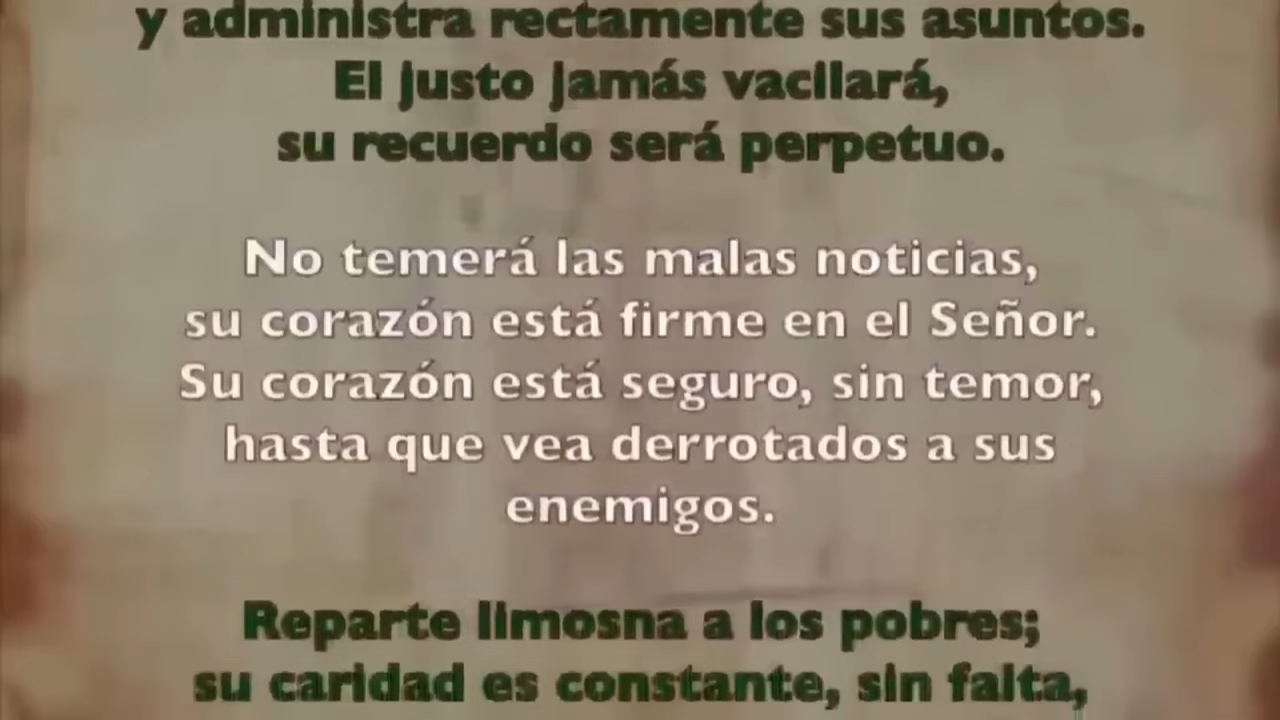 y administra rectamente sus asuntos.
El justo jamás vacilará,
su recuerdo será perpetuo.
No temerá las malas noticias,
su corazón está firme en el Señor.
Su corazón está seguro, sin temor,
hasta que vea derrotados a sus
enemigos.
Reparte limosna a los pobres;
su caridad es constante, sin falta,